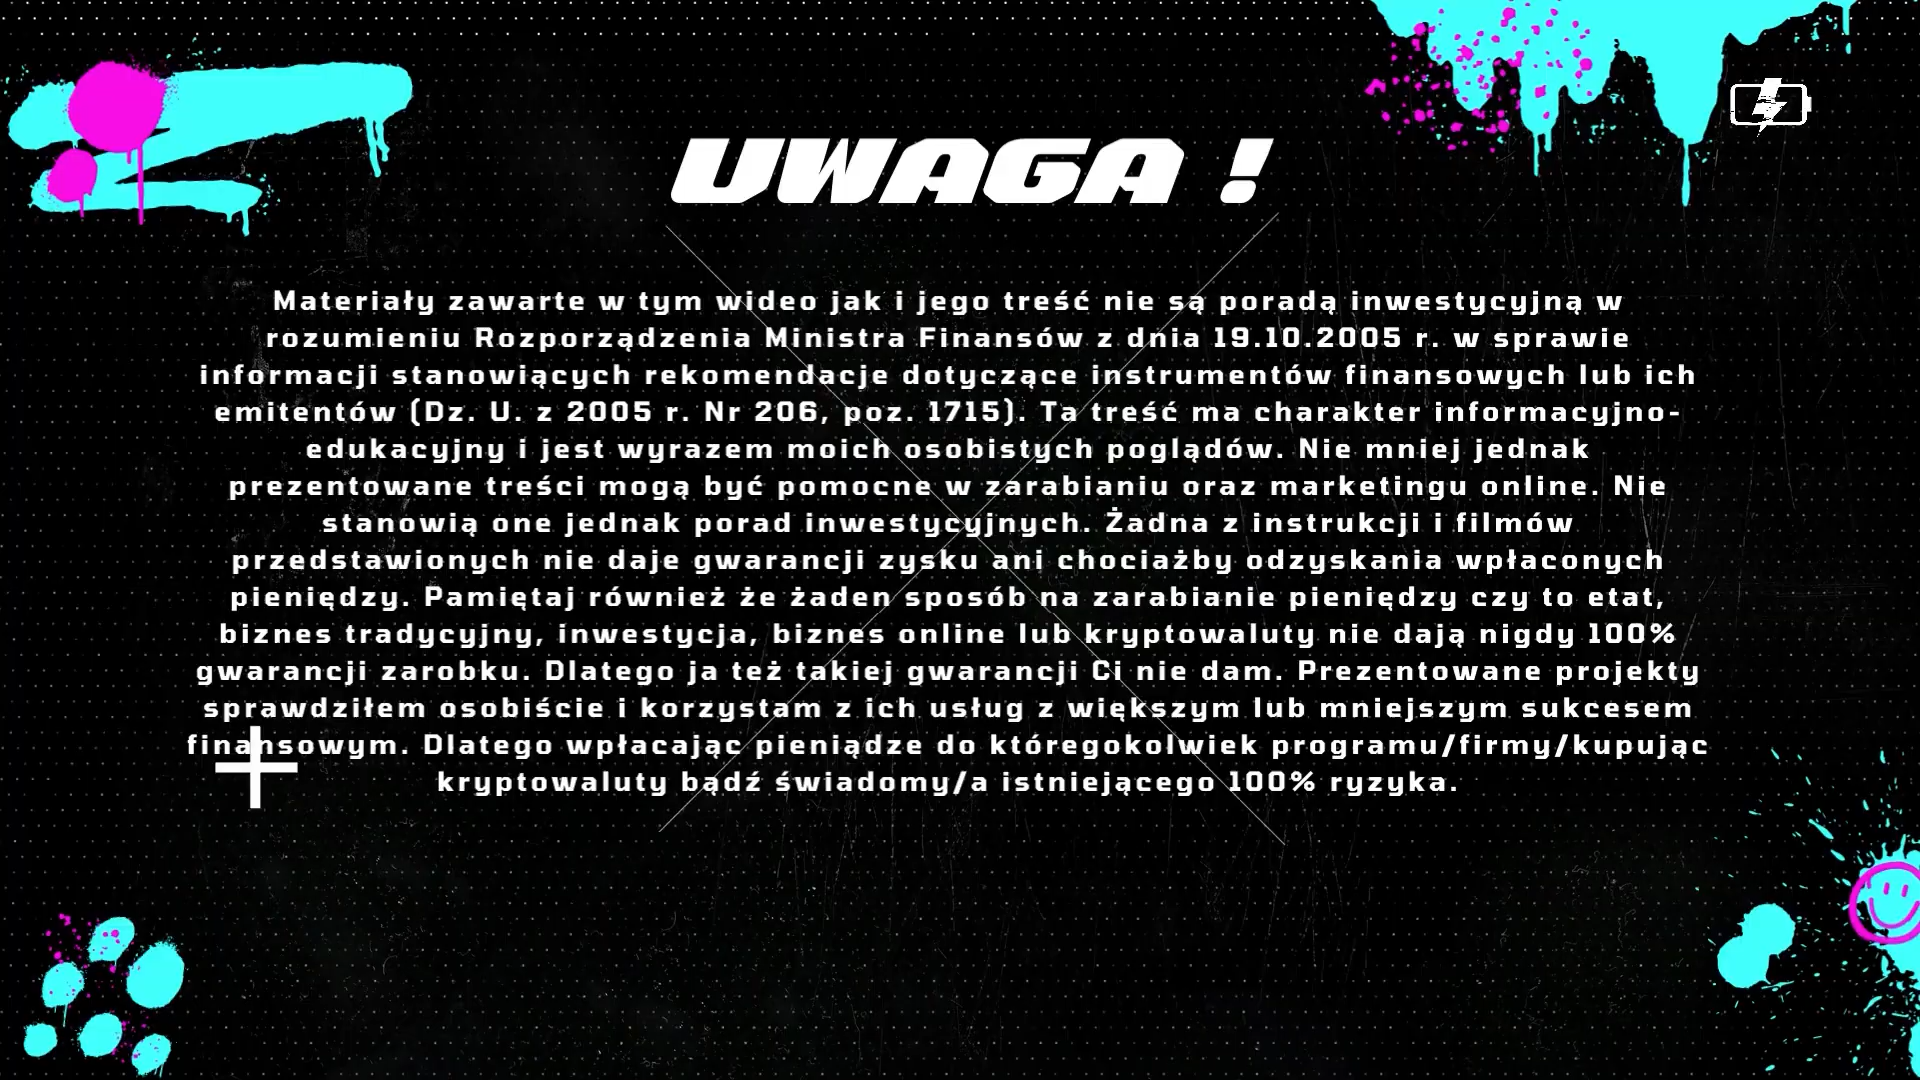 UWAGA !
Materiały zawarte w tym wideo jak i jego treść nie są poradą inwestycyjną w
rozumieniu Rozporządzenia Ministra Finansów z dnia 19.10.2005 r. w sprawie
informacji stanowiących rekomendacje dotyczące instrumentów finansowych lub ich
emitentów (Dz. U. z 2005 r. Nr 206, poz. 1715). Ta treść ma charakter informacyjno-
edukacyjny i jest wyrazem moich osobistych poglądów. Nie mniej jednak
prezentowane treści mogą być pomocne w zarabianiu oraz marketingu online. Nie
stanowią one jednak porad inwestycyjnych. Żadna z instrukcji i filmów
przedstawionych nie daje gwarancji zysku ani chociażby odzyskania wpłaconych
pieniędzy. Pamiętaj również że żaden sposób na zarabianie pieniędzy czy to etat,
biznes tradycyjny, inwestycja, biznes online lub kryptowaluty nie dają nigdy 100%
gwarancji zarobku. Dlatego ja też takiej gwarancji Ci nie dam. Prezentowane projekty
sprawdziłem osobiście i korzystam z ich usług z większym lub mniejszym sukcesem
finansowym. Dlatego wpłacając pieniądze do któregokolwiek programu/firmy/kupując
kryptowaluty bądź świadomy/a istniejącego 100% ryzyka.